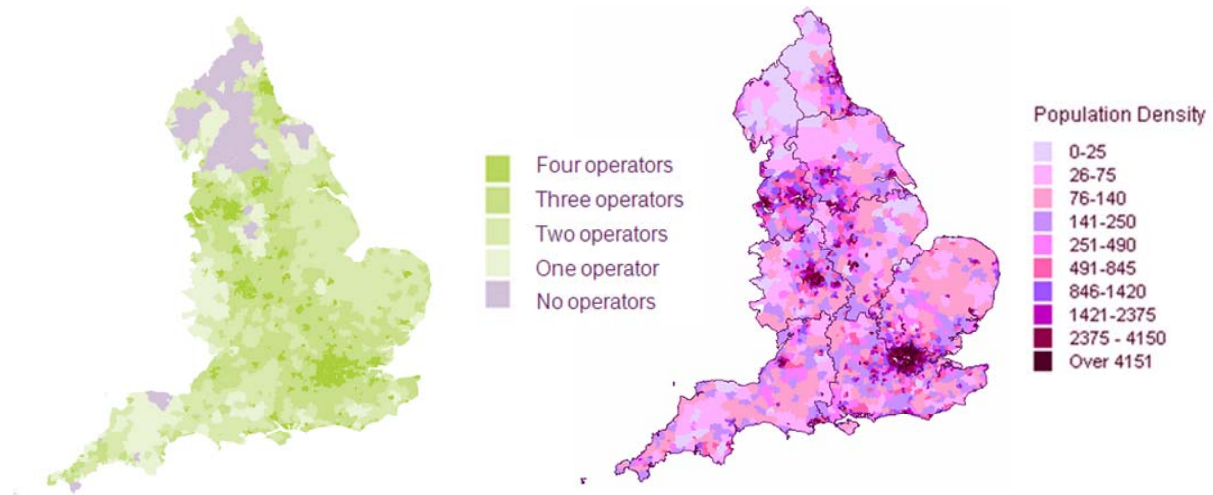 Four operators
Three operators
Two operators
One operator
No operators
Population Density
0-25
26-75
76-140
141-250
251-490
491-845
846-1420
1421-2375
2375 - 4150
Over 4151